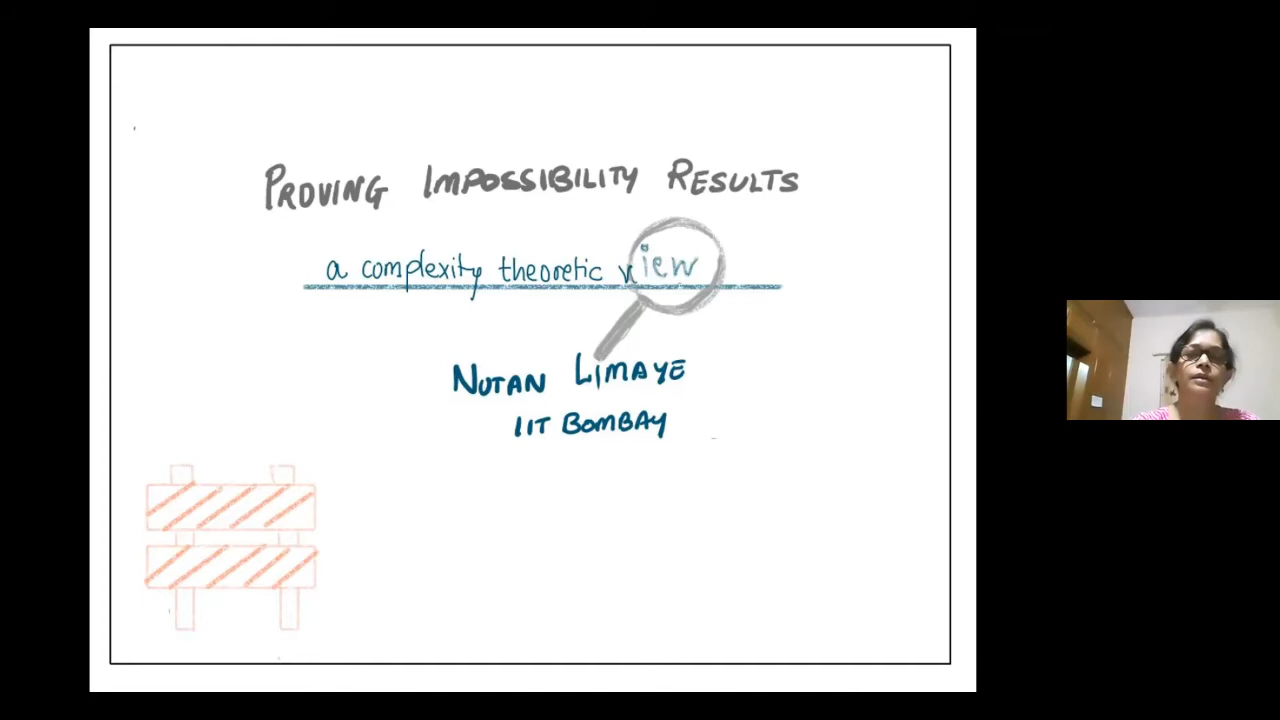 PROVING IMPOSSIBILITY RESULTS
a complexity theoretic view
NUTAN LIMAYE
IIT BOMBAY